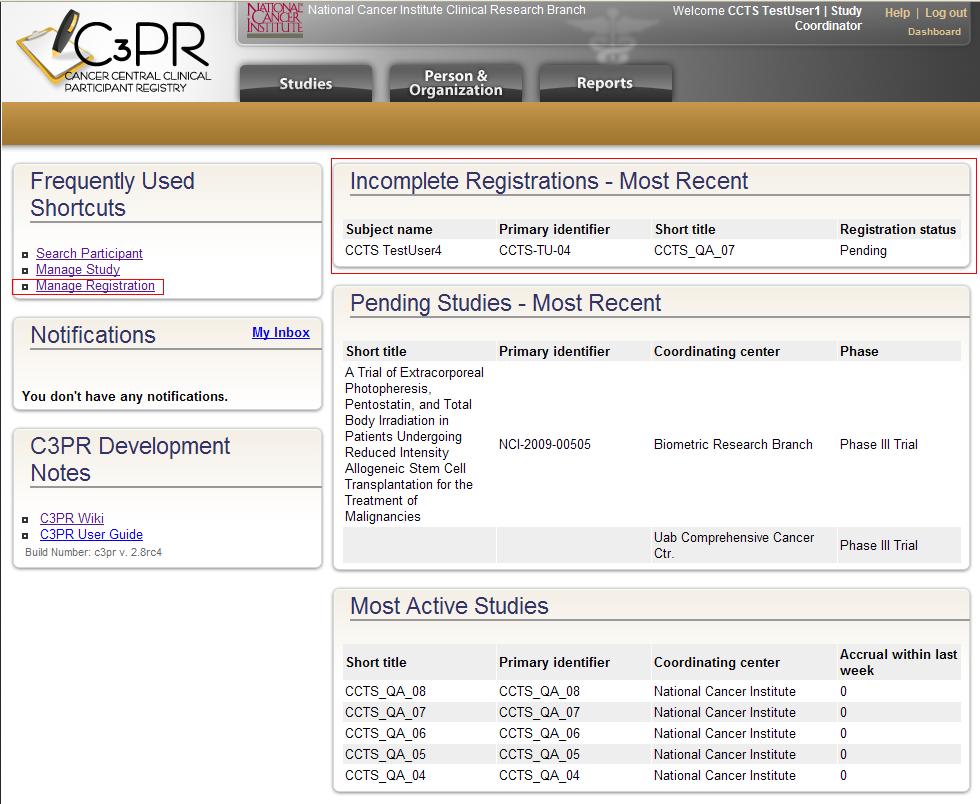 C3PR
CANCER CENTRAL CLINICAL
PARTICIPANT REGISTRY
NATIONAL
CANCER
INSTITUTE
National Cancer Institute Clinical Research Branch
Welcome CCTS TestUser1 | Study
Coordinator
Help | Log out
Dashboard
Studies
Person &
Organization
Reports
Frequently Used
Shortcuts
Search Participant
Manage Study
Manage Registration
Notifications My Inbox
You don't have any notifications.
C3PR Development
Notes
C3PR Wiki
C3PR User Guide
Build Number: c3pr v. 2.8rc4
Incomplete Registrations - Most Recent
Subject name Primary identifier Short title Registration status
CCTS TestUser4 CCTS-TU-04 CCTS_QA_07 Pending
Pending Studies - Most Recent
Short title Primary identifier Coordinating center Phase
A Trial of Extracorporeal
Photopheresis,
Pentostatin, and Total
Body Irradiation in
Patients Undergoing
Reduced Intensity
Allogeneic Stem Cell
Transplantation for the
Treatment of
Malignancies
NCI-2009-00505 Biometric Research Branch Phase III Trial
Uab Comprehensive Cancer
Ctr.
Phase III Trial
Most Active Studies
Short title Primary identifier Coordinating center Accrual within last
week
CCTS_QA_08 CCTS_QA_08 National Cancer Institute 0
CCTS_QA_07 CCTS_QA_07 National Cancer Institute 0
CCTS_QA_06 CCTS_QA_06 National Cancer Institute 0
CCTS_QA_05 CCTS_QA_05 National Cancer Institute 0
CCTS_QA_04 CCTS_QA_04 National Cancer Institute 0